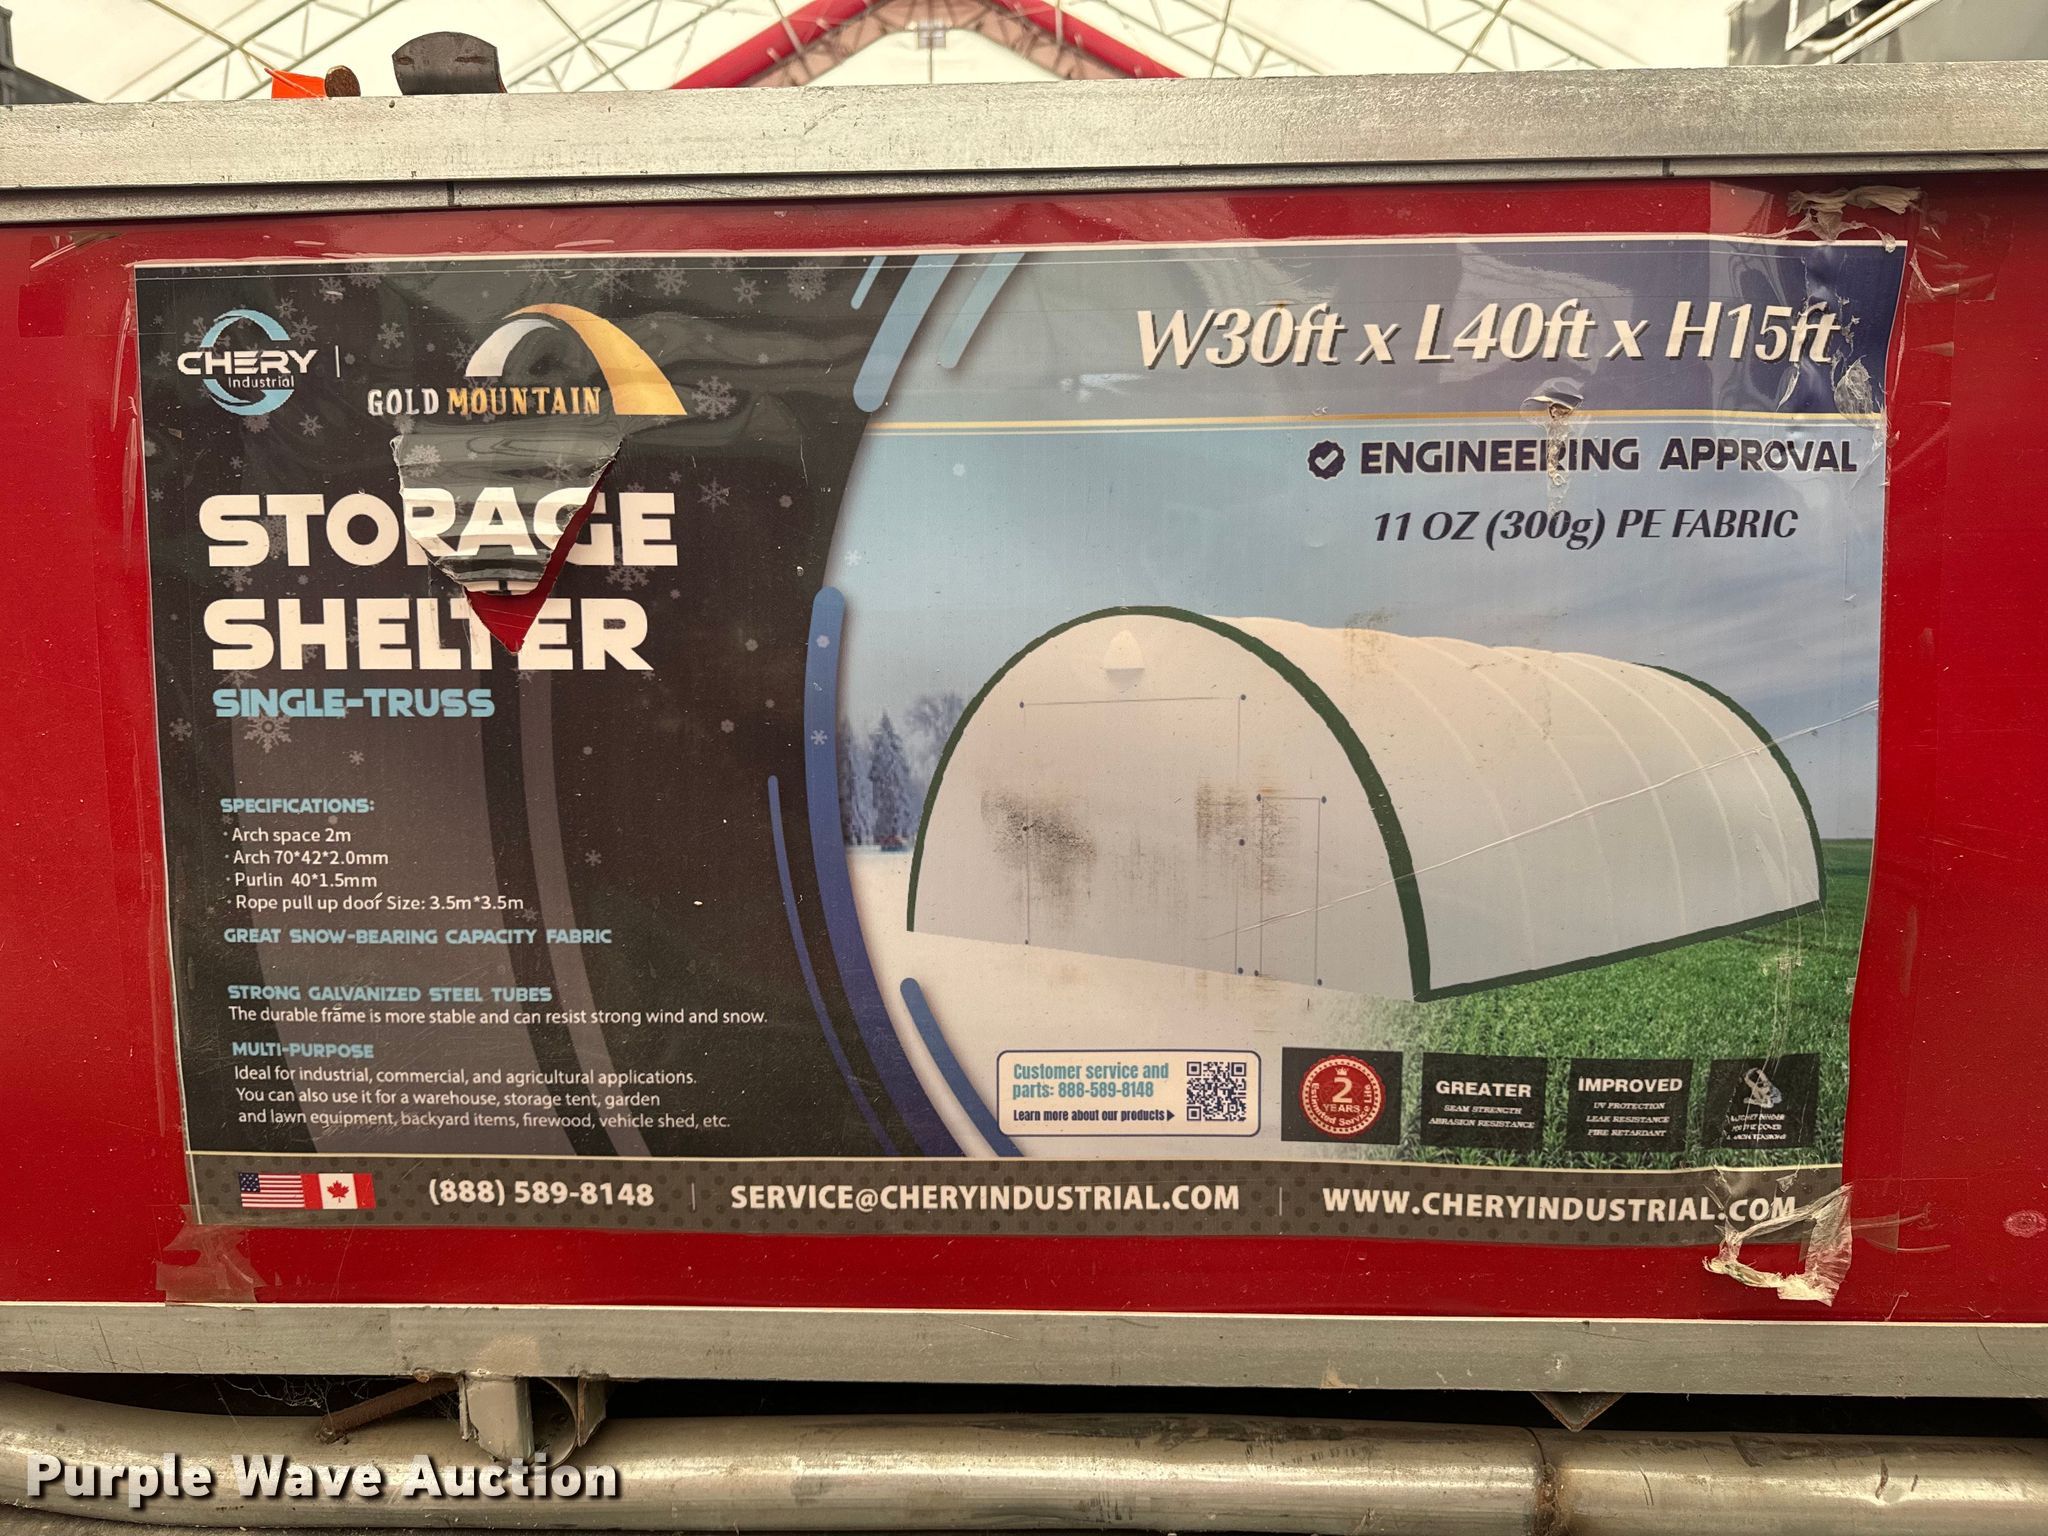 CHERY
Industrial
GOLD MOUNTAIN
STORAGE
SHELTER
SINGLE-TRUSS
SPECIFICATIONS:
· Arch space 2m
· Arch 70*42*2.0mm
· Purlin 40*1.5mm
· Rope pull up door Size: 3.5m*3.5m
GREAT SNOW-BEARING CAPACITY FABRIC
STRONG GALVANIZED STEEL TUBES
The durable frame is more stable and can resist strong wind and snow.
MULTI-PURPOSE
Ideal for industrial, commercial, and agricultural applications.
You can also use it for a warehouse, storage tent, garden
and lawn equipment, backyard items, firewood, vehicle shed, etc.
W30ft x L40ft x H15ft
ENGINEERING APPROVAL
11 OZ (300g) PE FABRIC
Customer service and
parts: 888-589-8148
Learn more about our products
2
YEARS
Estimated Service Life
GREATER
SEAM STRENGTH
ABRASION RESISTANCE
IMPROVED
UV PROTECTION
LEAK RESISTANCE
FIRE RETARDANT
(888) 589-8148 | SERVICE@CHERYINDUSTRIAL.COM | WWW.CHERYINDUSTRIAL.COM
Purple Wave Auction